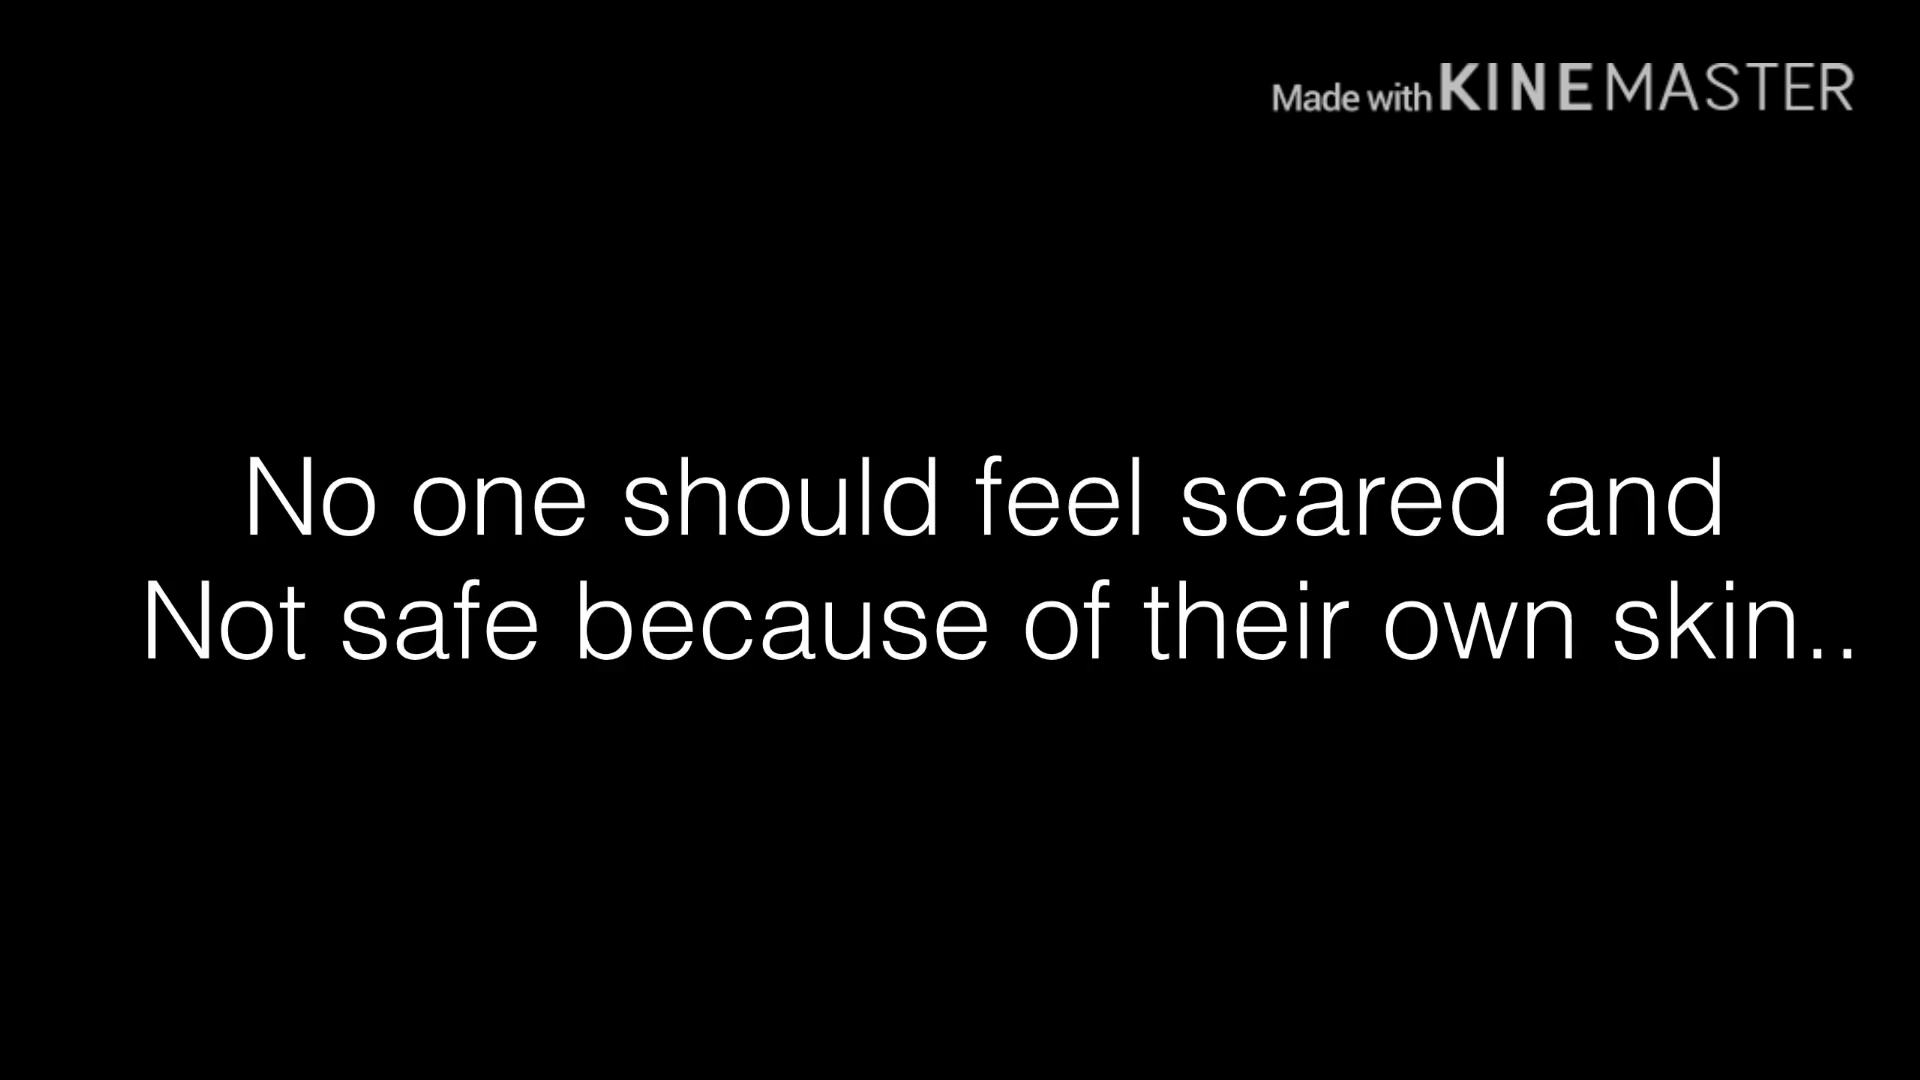 Made with KINEMASTER
No one should feel scared and
Not safe because of their own skin..